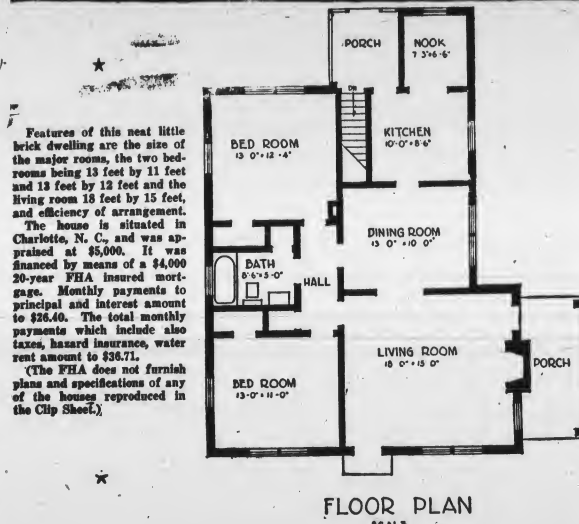 Features of this neat little
brick dwelling are the size of
the major rooms, the two bed-
rooms being 13 feet by 11 feet
and 13 feet by 12 feet and the
living room 18 feet by 15 feet,
and efficiency of arrangement.
The house is situated in
Charlotte, N. C., and was ap-
praised at $5,000. It was
financed by means of a $4,000
20-year FHA insured mort-
gage. Monthly payments to
principal and interest amount
to $26.40. The total monthly
payments which include also
taxes, hazard insurance, water
rent amount to $36.71.
(The FHA does not furnish
plans and specifications of any
of the houses reproduced in
the Clip Sheet.)
PORCH
NOOK
7'3"×6'-6"
DN
KITCHEN
10'-0"×8'6"
BED ROOM
13'0"×12'-4"
DINING ROOM
13'0"×10'0"
BATH
8'-6"×5'-0"
HALL
LIVING ROOM
18'0"×15'0"
PORCH
BED ROOM
13'-0"×11'-0"
FLOOR PLAN
SCALE